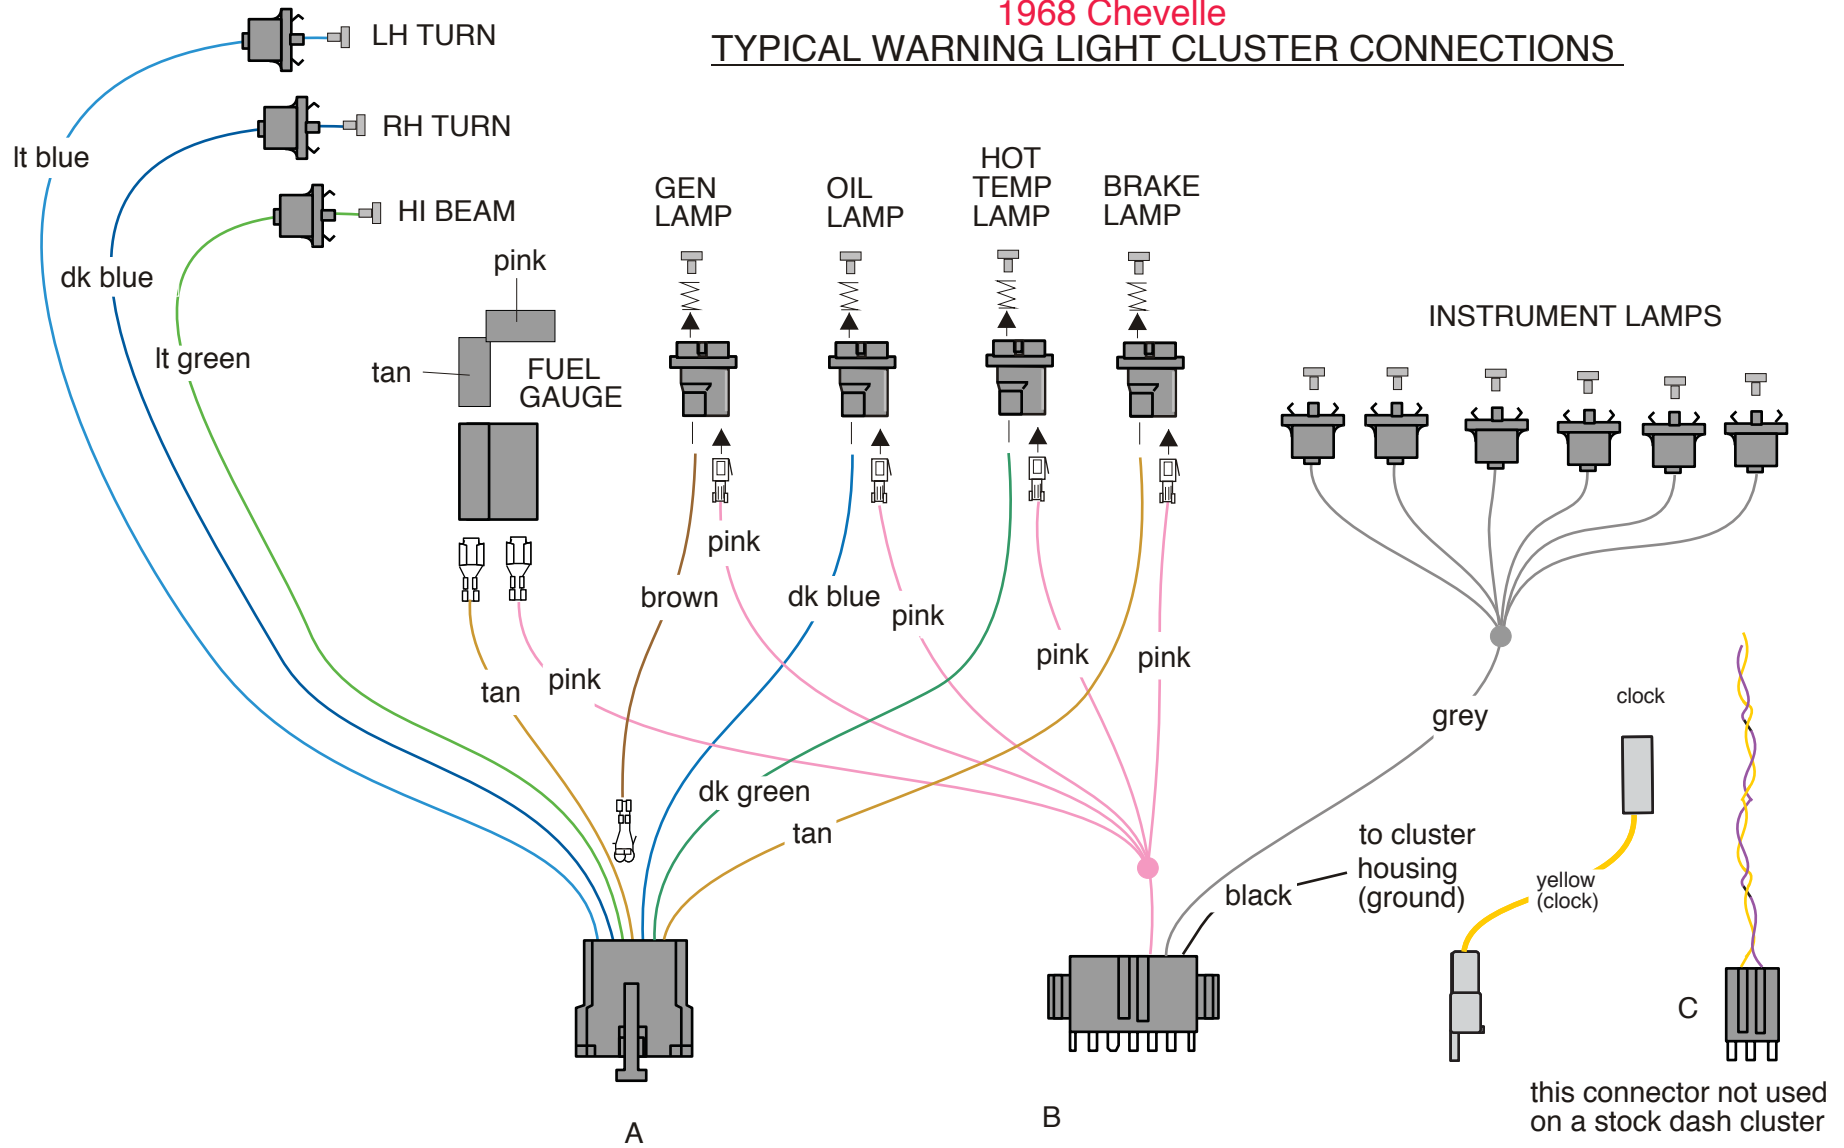 1968 Chevelle
TYPICAL WARNING LIGHT CLUSTER CONNECTIONS
LH TURN
RH TURN
HI BEAM
lt blue
dk blue
lt green
pink
tan
FUEL
GAUGE
GEN
LAMP
OIL
LAMP
HOT
TEMP
LAMP
BRAKE
LAMP
INSTRUMENT LAMPS
pink
brown
dk blue
pink
pink
pink
tan
pink
dk green
tan
grey
clock
to cluster
housing
(ground)
black
yellow
(clock)
A
B
C
this connector not used
on a stock dash cluster